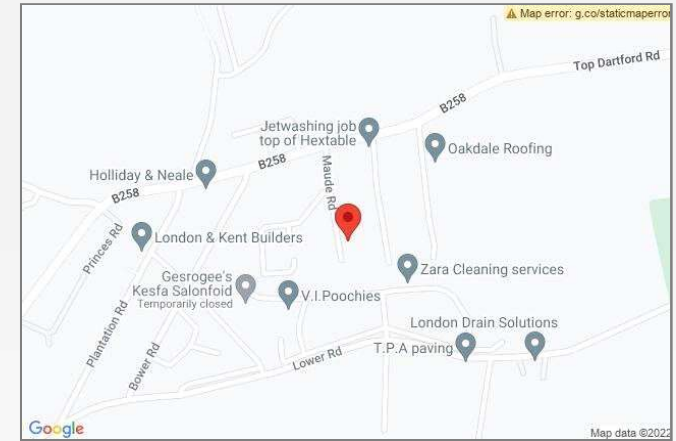 Map error: g.co/staticmaperror
Top Dartford Rd
B258
Jetwashing job
top of Hextable
Oakdale Roofing
B258
Maude Rd
Holliday & Neale
B258
Princes Rd
London & Kent Builders
Zara Cleaning services
Gesrogee's
Kesfa Salonfoid
Temporarily closed
V.I.Poochies
Plantation Rd
Bower Rd
London Drain Solutions
T.P.A paving
Lower Rd
Google
Map data ©2022